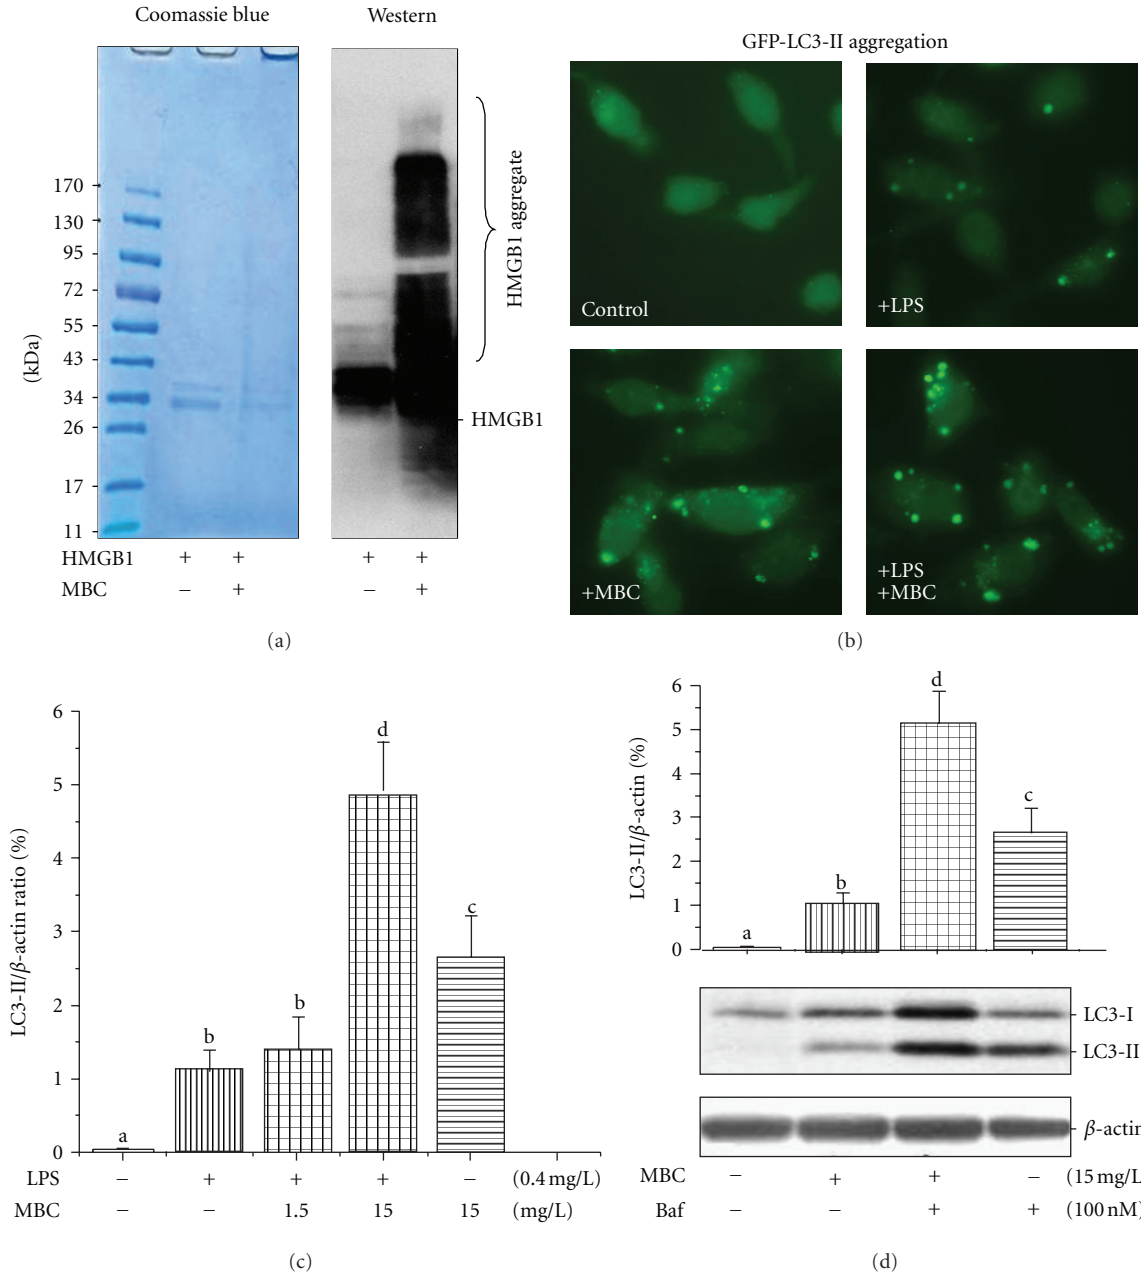 Coomassie blue
Western
170
130
95
72
55
43
34
26
17
11
(kDa)
HMGB1 aggregate
HMGB1
HMGB1 + + + +
MBC − + − +
(a)
GFP-LC3-II aggregation
Control
+LPS
+MBC
+LPS
+MBC
(b)
LC3-II/β-actin ratio (%)
6
5
4
3
2
1
0
a
b
b
d
c
LPS − + + + − (0.4 mg/L)
MBC − − 1.5 15 15 (mg/L)
(c)
LC3-II/β-actin (%)
6
5
4
3
2
1
0
a
b
d
c
LC3-I
LC3-II
β-actin
MBC − + + − (15 mg/L
Baf − − + + (100 nM)
(d)